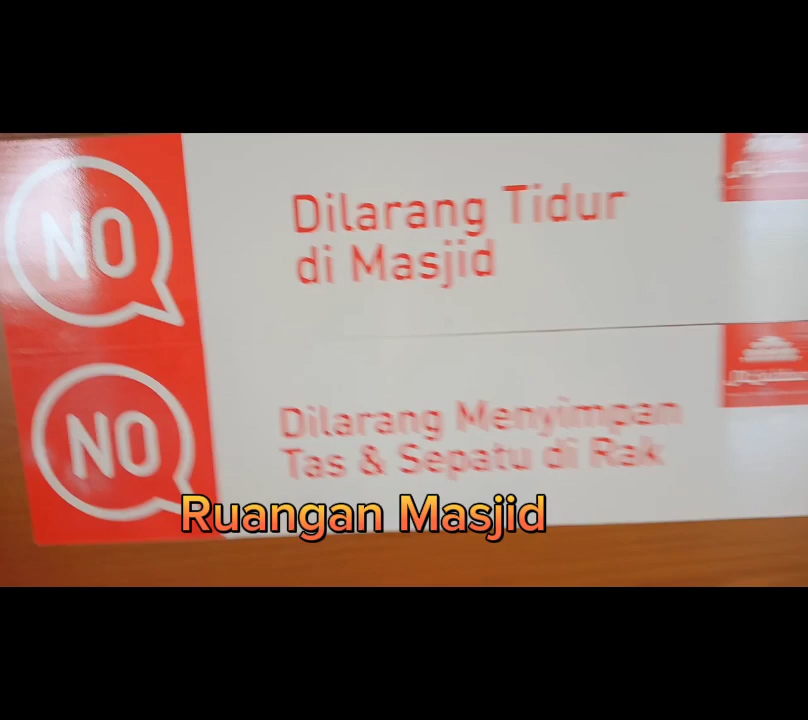 NO
Dilarang Tidur
di Masjid
NO
Dilarang Menyimpan
Tas & Sepatu di Rak
Ruangan Masjid